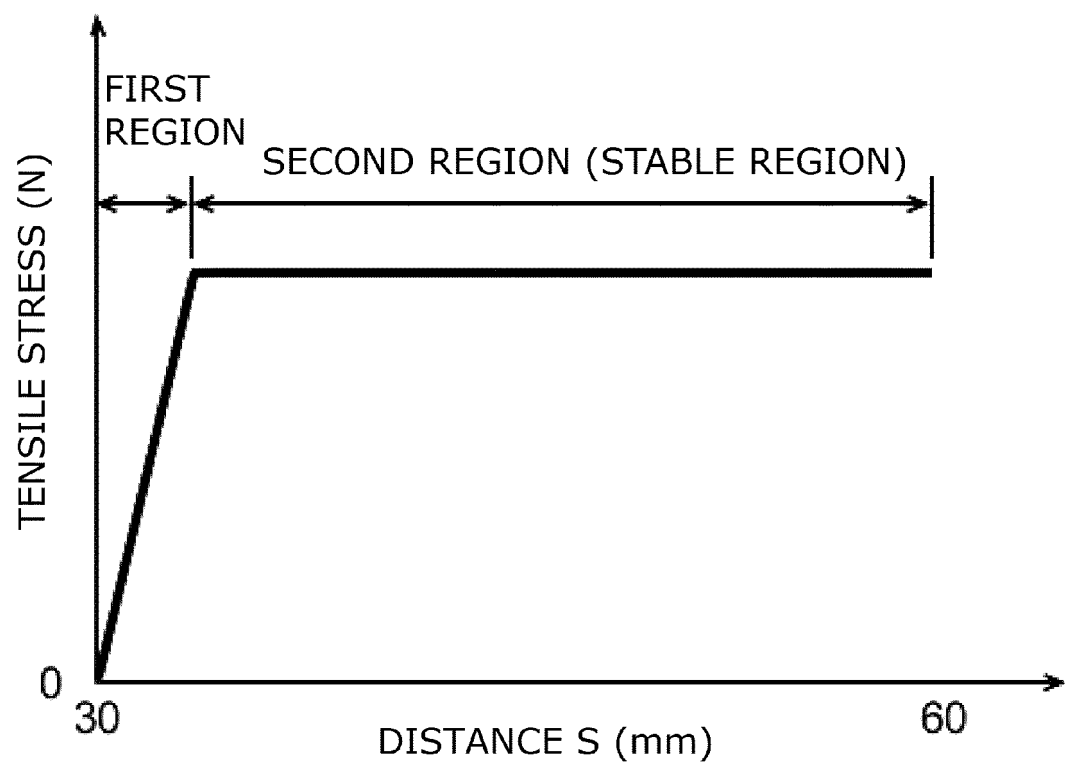 FIRST
REGION
SECOND REGION (STABLE REGION)
TENSILE STRESS (N)
0
30
60
DISTANCE S (mm)